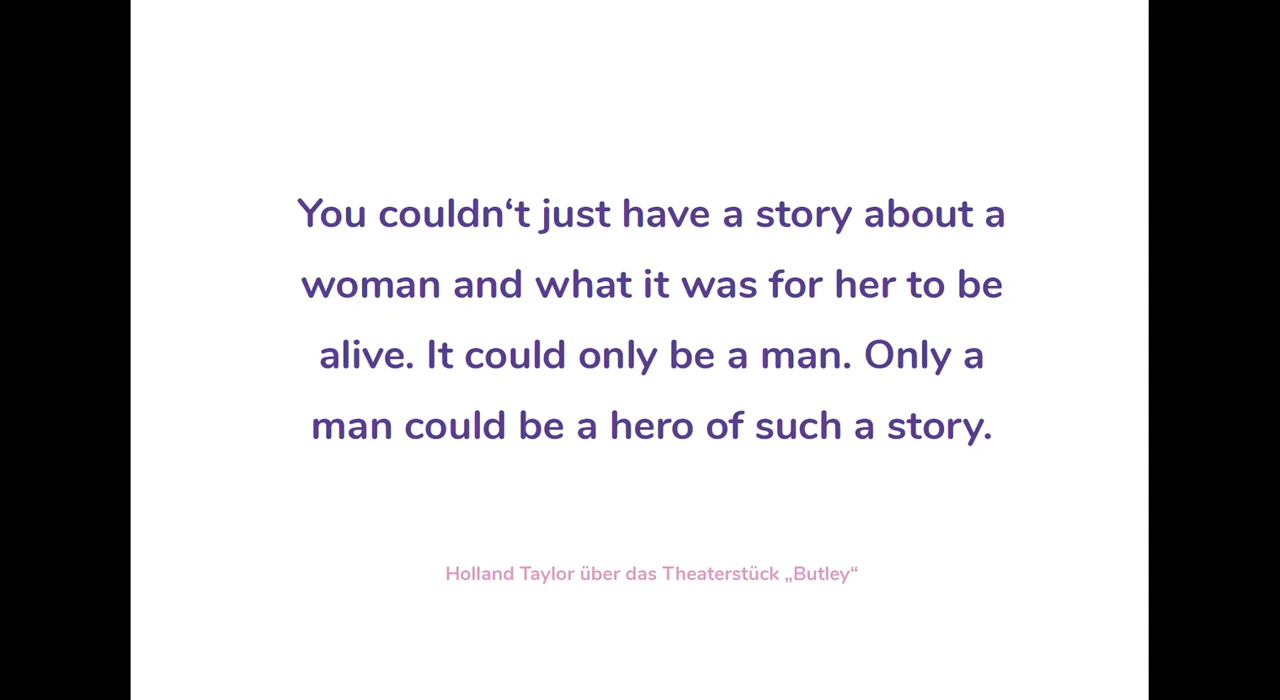 You couldn‘t just have a story about a
woman and what it was for her to be
alive. It could only be a man. Only a
man could be a hero of such a story.
Holland Taylor über das Theaterstück „Butley“